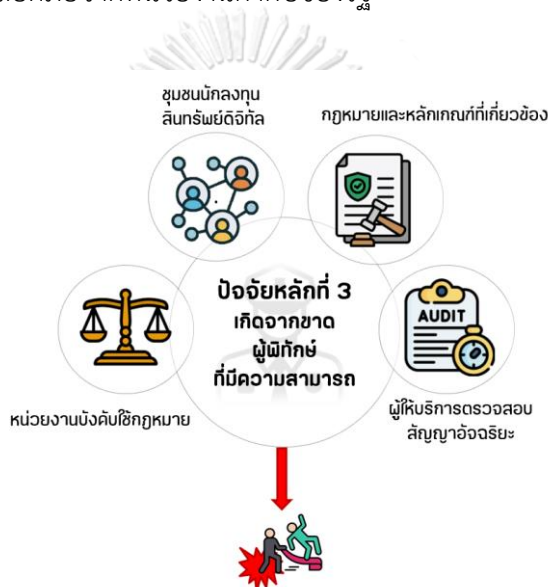 ชุมชนนักลงทุน
สินทรัพย์ดิจิทัล
กฎหมายและหลักเกณฑ์ที่เกี่ยวข้อง
ปัจจัยหลักที่ 3
เกิดจากขาด
ผู้พิทักษ์
ที่มีความสามารถ
AUDIT
หน่วยงานบังคับใช้กฎหมาย
ผู้ให้บริการตรวจสอบ
สัญญาอัจฉริยะ